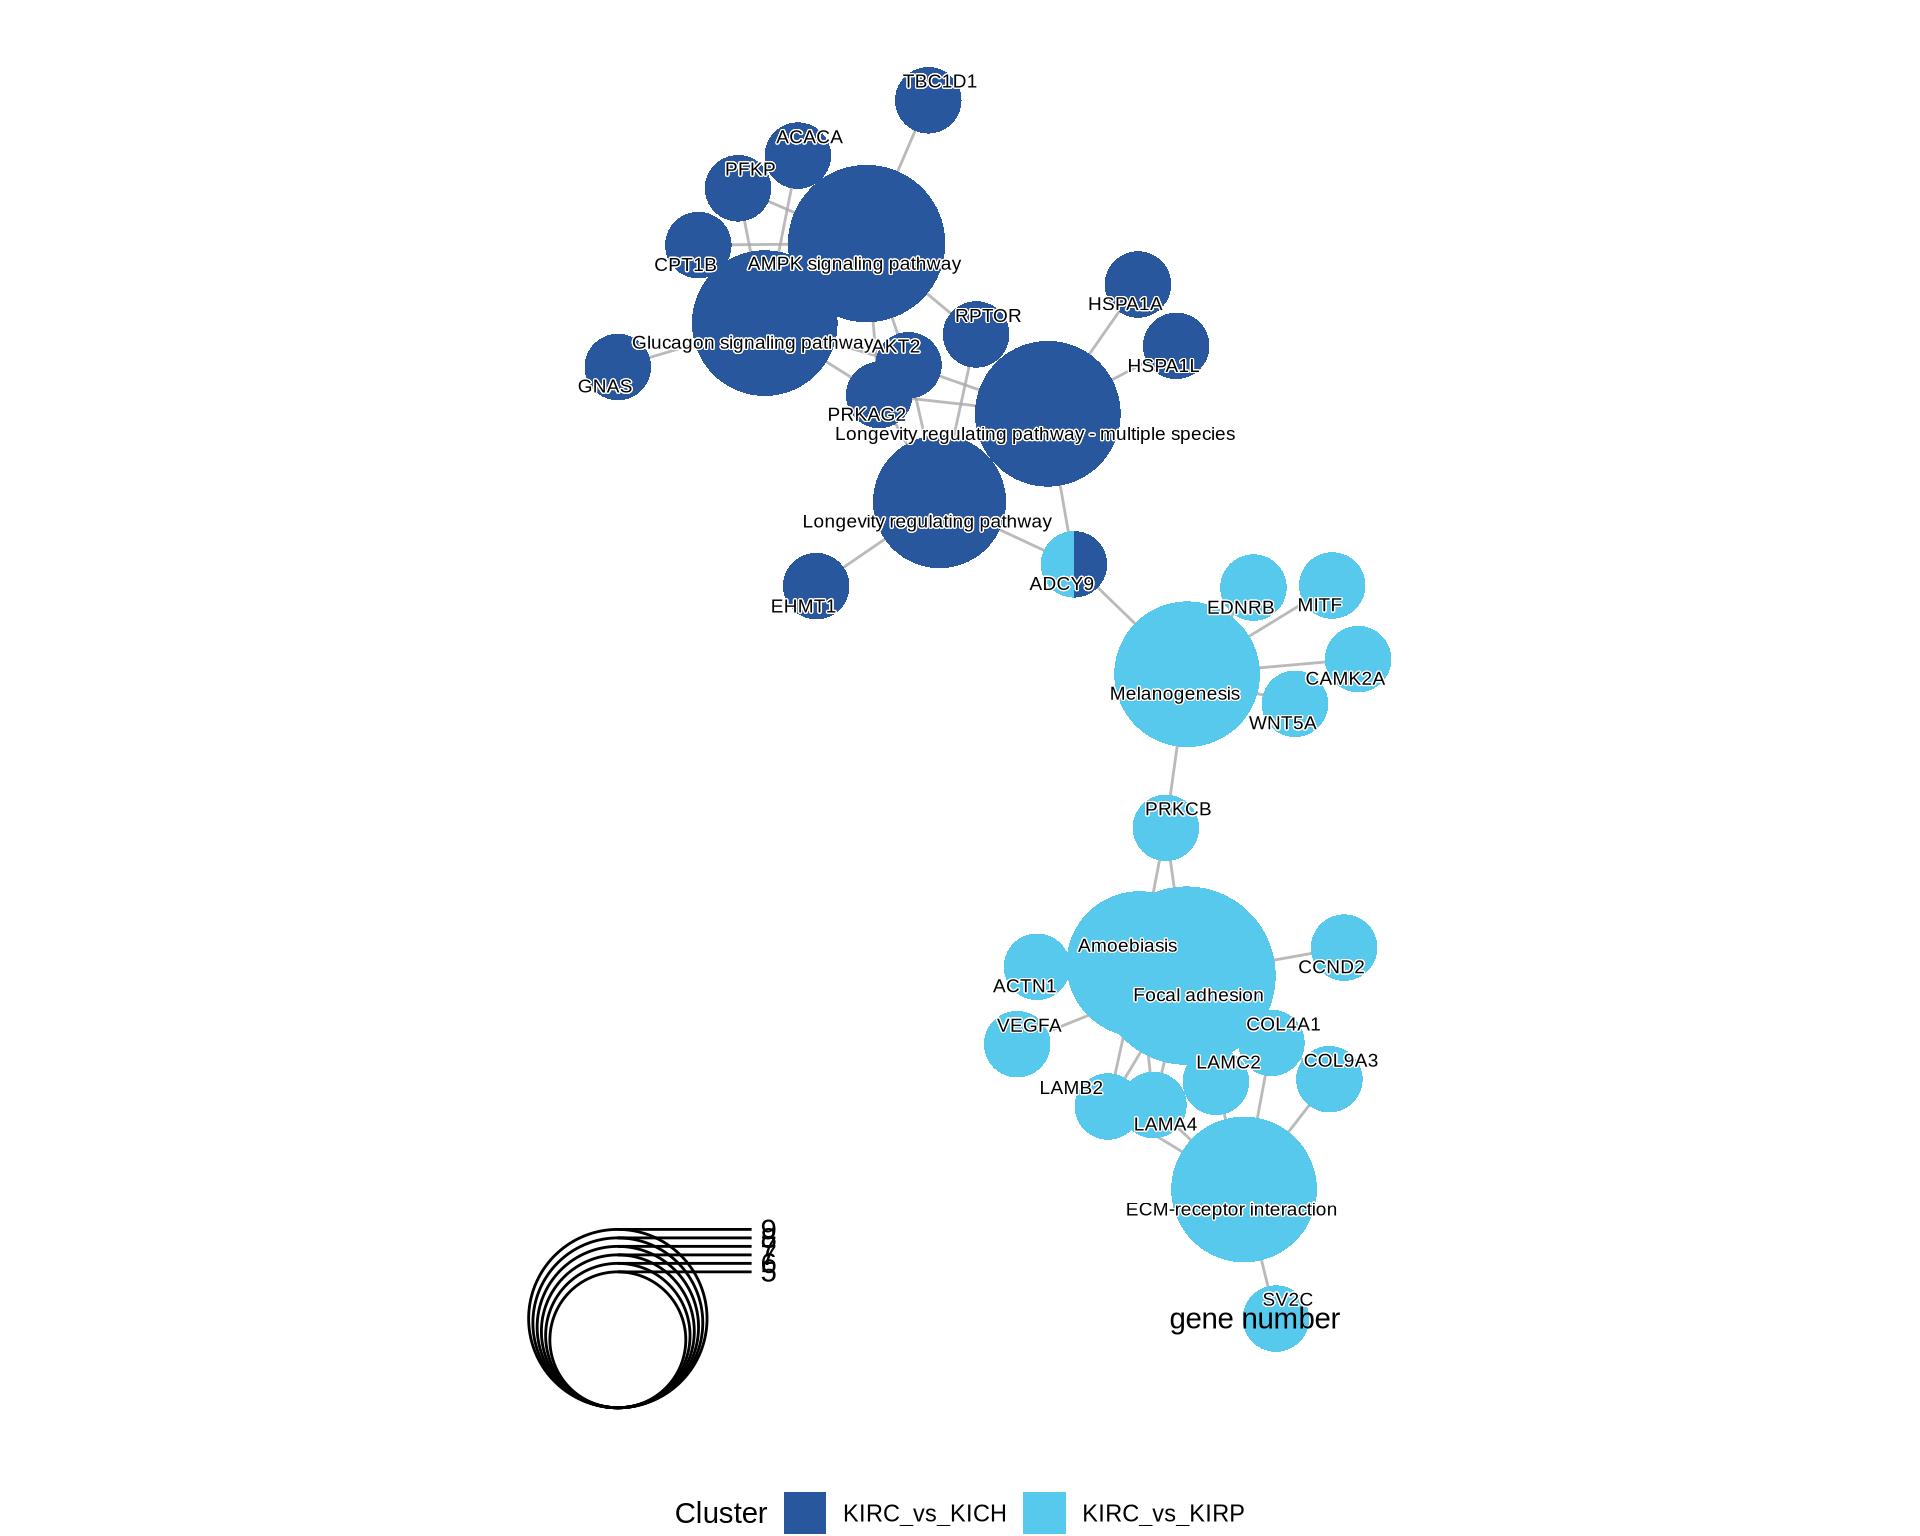 TBC1D1
ACACA
PFKP
CPT1B
AMPK signaling pathway
HSPA1A
RPTOR
Glucagon signaling pathway
AKT2
HSPA1L
GNAS
PRKAG2
Longevity regulating pathway - multiple species
Longevity regulating pathway
ADCY9
EHMT1
EDNRB
MITF
CAMK2A
Melanogenesis
WNT5A
PRKCB
Amoebiasis
CCND2
ACTN1
Focal adhesion
VEGFA
COL4A1
LAMC2
COL9A3
LAMB2
LAMA4
ECM-receptor interaction
9
8
7
7
6
5
SV2C
gene number
Cluster
KIRC_vs_KICH
KIRC_vs_KIRP